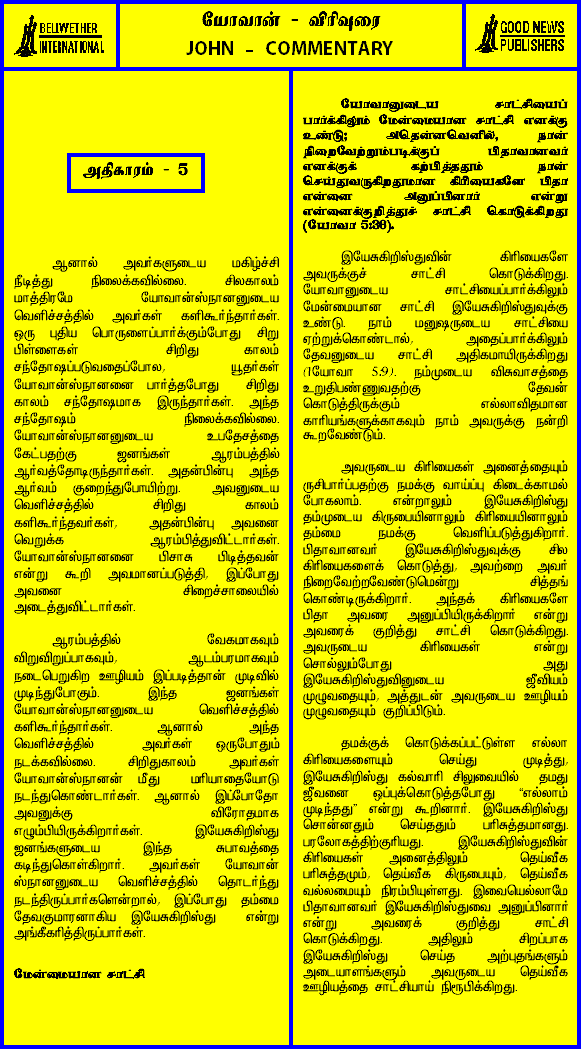 BELWETHER
INTERNATIONAL
யோவான் - விரிவுரை
JOHN - COMMENTARY
GOOD NEWS
PUBLISHERS
அதிகாரம் - 5
ஆனால் அவர்களுடைய மகிழ்ச்சி
நீடித்து நிலைக்கவில்லை. சிலகாலம்
மாத்திரமே யோவான்ஸ்நானனுடைய
வெளிச்சத்தில் அவர்கள் களிகூர்ந்தார்கள்.
ஒரு புதிய பொருளைப்பார்க்கும்போது சிறு
பிள்ளைகள் சிறிது காலம்
சந்தோஷப்படுவதைப்போல, யூதர்கள்
யோவான்ஸ்நானனை பார்த்தபோது சிறிது
காலம் சந்தோஷமாக இருந்தார்கள். அந்த
சந்தோஷம் நிலைக்கவில்லை.
யோவான்ஸ்நானனுடைய உபதேசத்தை
கேட்பதற்கு ஜனங்கள் ஆரம்பத்தில்
ஆர்வத்தோடிருந்தார்கள். அதன்பின்பு அந்த
ஆர்வம் குறைந்துபோயிற்று. அவனுடைய
வெளிச்சத்தில் சிறிது காலம்
களிகூர்ந்தவர்கள், அதன்பின்பு அவனை
வெறுக்க ஆரம்பித்துவிட்டார்கள்.
யோவான்ஸ்நானனை பிசாசு பிடித்தவன்
என்று கூறி அவமானப்படுத்தி, இப்போது
அவனை சிறைச்சாலையில்
அடைத்துவிட்டார்கள்.
ஆரம்பத்தில் வேகமாகவும்
விறுவிறுப்பாகவும், ஆடம்பரமாகவும்
நடைபெறுகிற ஊழியம் இப்படித்தான் முடிவில்
முடிந்துபோகும். இந்த ஜனங்கள்
யோவான்ஸ்நானனுடைய வெளிச்சத்தில்
களிகூர்ந்தார்கள். ஆனால் அந்த
வெளிச்சத்தில் அவர்கள் ஒருபோதும்
நடக்கவில்லை. சிறிதுகாலம் அவர்கள்
யோவான்ஸ்நானன் மீது மரியாதையோடு
நடந்துகொண்டார்கள். ஆனால் இப்போதோ
அவனுக்கு விரோதமாக
எழும்பியிருக்கிறார்கள். இயேசுகிறிஸ்து
ஜனங்களுடைய இந்த சுபாவத்தை
கடிந்துகொள்கிறார். அவர்கள் யோவான்
ஸ்நானனுடைய வெளிச்சத்தில் தொடர்ந்து
நடந்திருப்பார்களென்றால், இப்போது தம்மை
தேவகுமாரனாகிய இயேசுகிறிஸ்து என்று
அங்கீகரித்திருப்பார்கள்.
மேன்மையான சாட்சி
யோவானுடைய சாட்சியைப்
பார்க்கிலும் மேன்மையான சாட்சி எனக்கு
உண்டு; அதென்னவெனில், நான்
நிறைவேற்றும்படிக்குப் பிதாவானவர்
எனக்குக் கற்பித்ததும் நான்
செய்துவருகிறதுமான கிரியைகளே பிதா
என்னை அனுப்பினார் என்று
என்னைக்குறித்துச் சாட்சி கொடுக்கிறது
(யோவா 5:36).
இயேசுகிறிஸ்துவின் கிரியைகளே
அவருக்குச் சாட்சி கொடுக்கிறது.
யோவானுடைய சாட்சியைப்பார்க்கிலும்
மேன்மையான சாட்சி இயேசுகிறிஸ்துவுக்கு
உண்டு. நாம் மனுஷருடைய சாட்சியை
ஏற்றுக்கொண்டால், அதைப்பார்க்கிலும்
தேவனுடைய சாட்சி அதிகமாயிருக்கிறது
(1யோவா 5:9). நம்முடைய விசுவாசத்தை
உறுதிபண்ணுவதற்கு தேவன்
கொடுத்திருக்கும் எல்லாவிதமான
காரியங்களுக்காகவும் நாம் அவருக்கு நன்றி
கூறவேண்டும்.
அவருடைய கிரியைகள் அனைத்தையும்
ருசிபார்ப்பதற்கு நமக்கு வாய்ப்பு கிடைக்காமல்
போகலாம். என்றாலும் இயேசுகிறிஸ்து
தம்முடைய கிருபையினாலும் கிரியையினாலும்
தம்மை நமக்கு வெளிப்படுத்துகிறார்.
பிதாவானவர் இயேசுகிறிஸ்துவுக்கு சில
கிரியைகளைக் கொடுத்து, அவற்றை அவர்
நிறைவேற்றவேண்டுமென்று சித்தங்
கொண்டிருக்கிறார். அந்தக் கிரியைகளே
பிதா அவரை அனுப்பியிருக்கிறார் என்று
அவரைக் குறித்து சாட்சி கொடுக்கிறது.
அவருடைய கிரியைகள் என்று
சொல்லும்போது அது
இயேசுகிறிஸ்துவினுடைய ஜீவியம்
முழுவதையும், அத்துடன் அவருடைய ஊழியம்
முழுவதையும் குறிப்பிடும்.
தமக்குக் கொடுக்கப்பட்டுள்ள எல்லா
கிரியைகளையும் செய்து முடித்து,
இயேசுகிறிஸ்து கல்வாரி சிலுவையில் தமது
ஜீவனை ஒப்புக்கொடுத்தபோது “எல்லாம்
முடிந்தது” என்று கூறினார். இயேசுகிறிஸ்து
சொன்னதும் செய்ததும் பரிசுத்தமானது.
பரலோகத்திற்குரியது. இயேசுகிறிஸ்துவின்
கிரியைகள் அனைத்திலும் தெய்வீக
பரிசுத்தமும், தெய்வீக கிருபையும், தெய்வீக
வல்லமையும் நிரம்பியுள்ளது. இவையெல்லாமே
பிதாவானவர் இயேசுகிறிஸ்துவை அனுப்பினார்
என்று அவரைக் குறித்து சாட்சி
கொடுக்கிறது. அதிலும் சிறப்பாக
இயேசுகிறிஸ்து செய்த அற்புதங்களும்
அடையாளங்களும் அவருடைய தெய்வீக
ஊழியத்தை சாட்சியாய் நிரூபிக்கிறது.